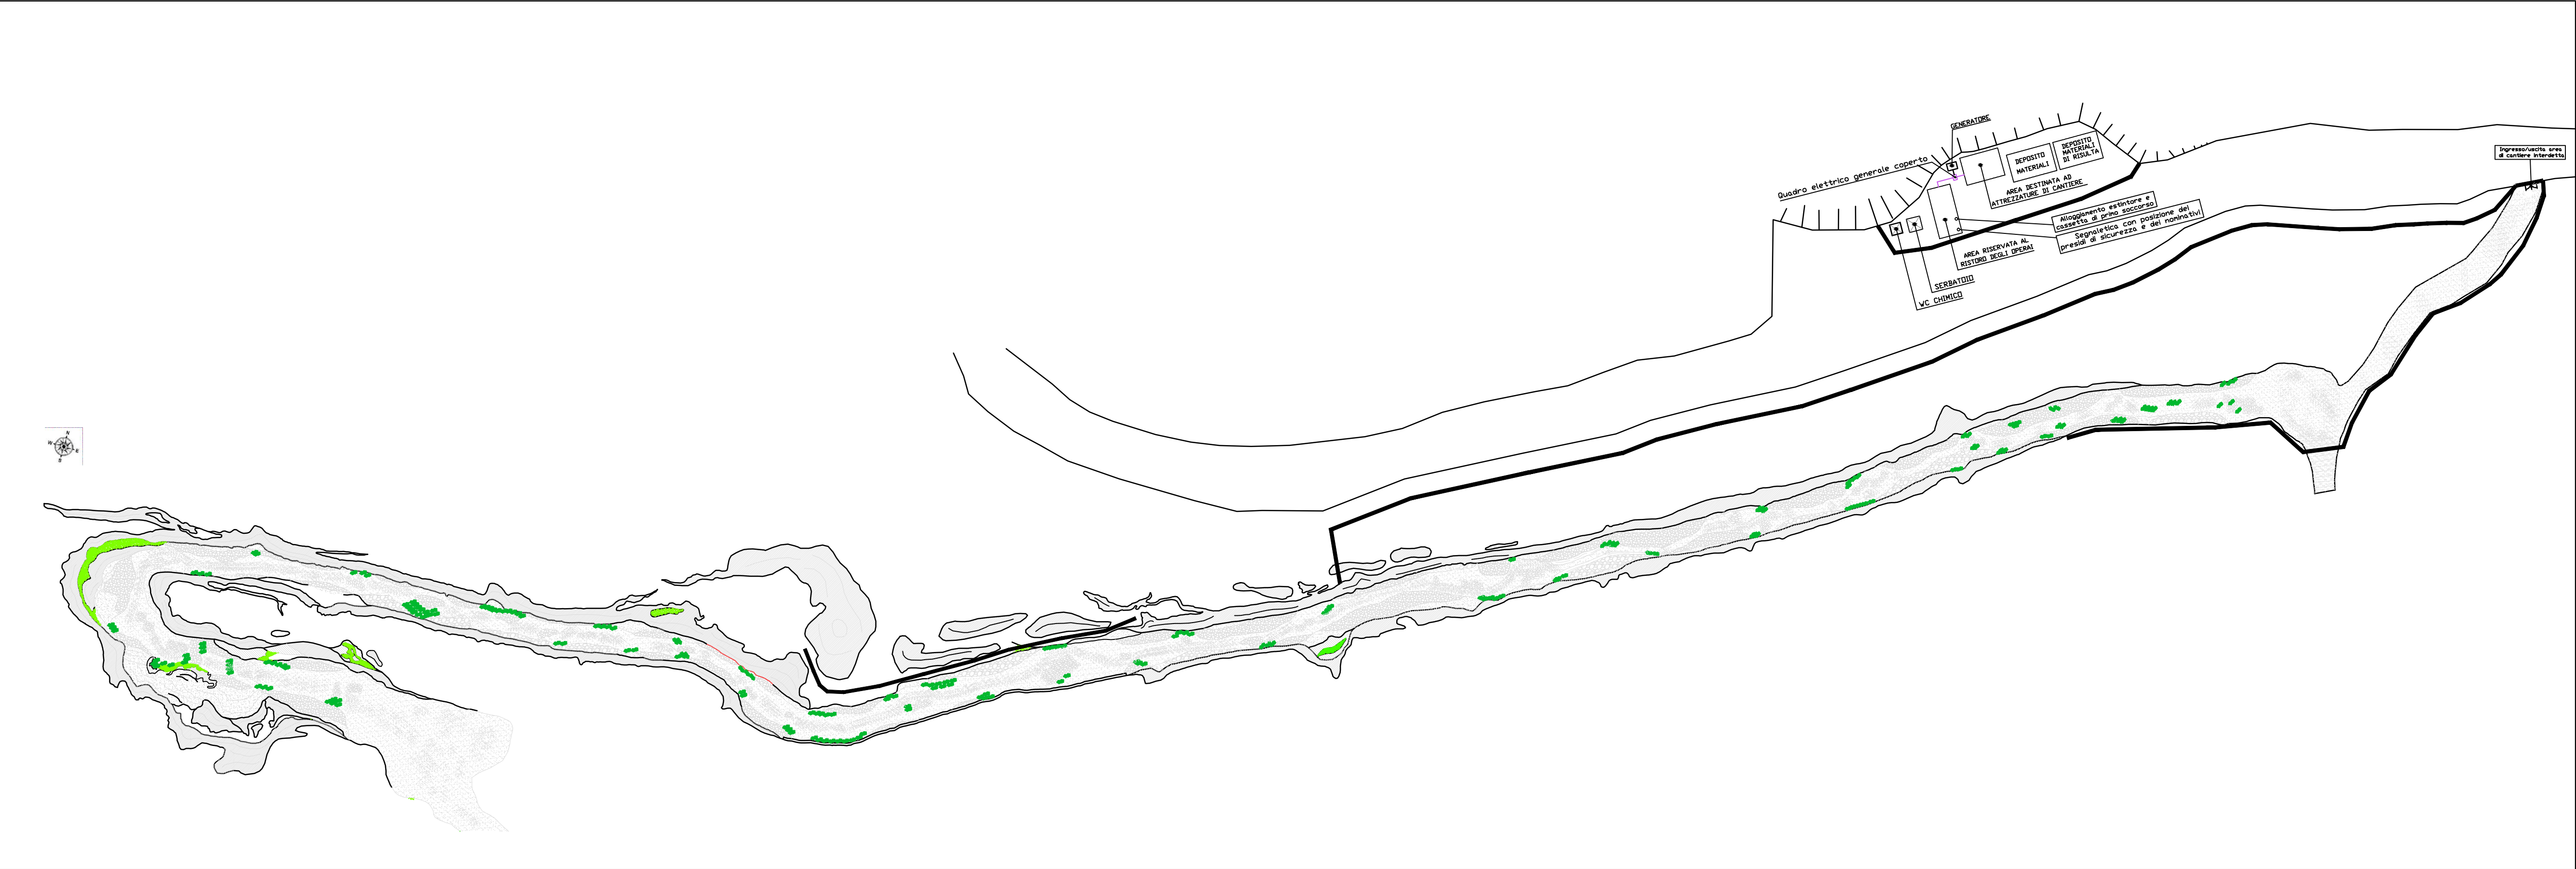 GENERATORE
Quadro elettrico generale coperto
DEPOSITO
MATERIALI
DEPOSITO
MATERIALI
DI RISULTA
AREA DESTINATA AD
ATTREZZATURE DI CANTIERE
Ingresso/uscita area
di cantiere interdetta
Alloggiamento estintore e
cassetta di primo soccorso
Segnaletica con posizione dei
presidi di sicurezza e dei nominativi
AREA RISERVATA AL
RISTORO DEGLI OPERAI
SERBATOIO
WC CHIMICO
N
W
E
S